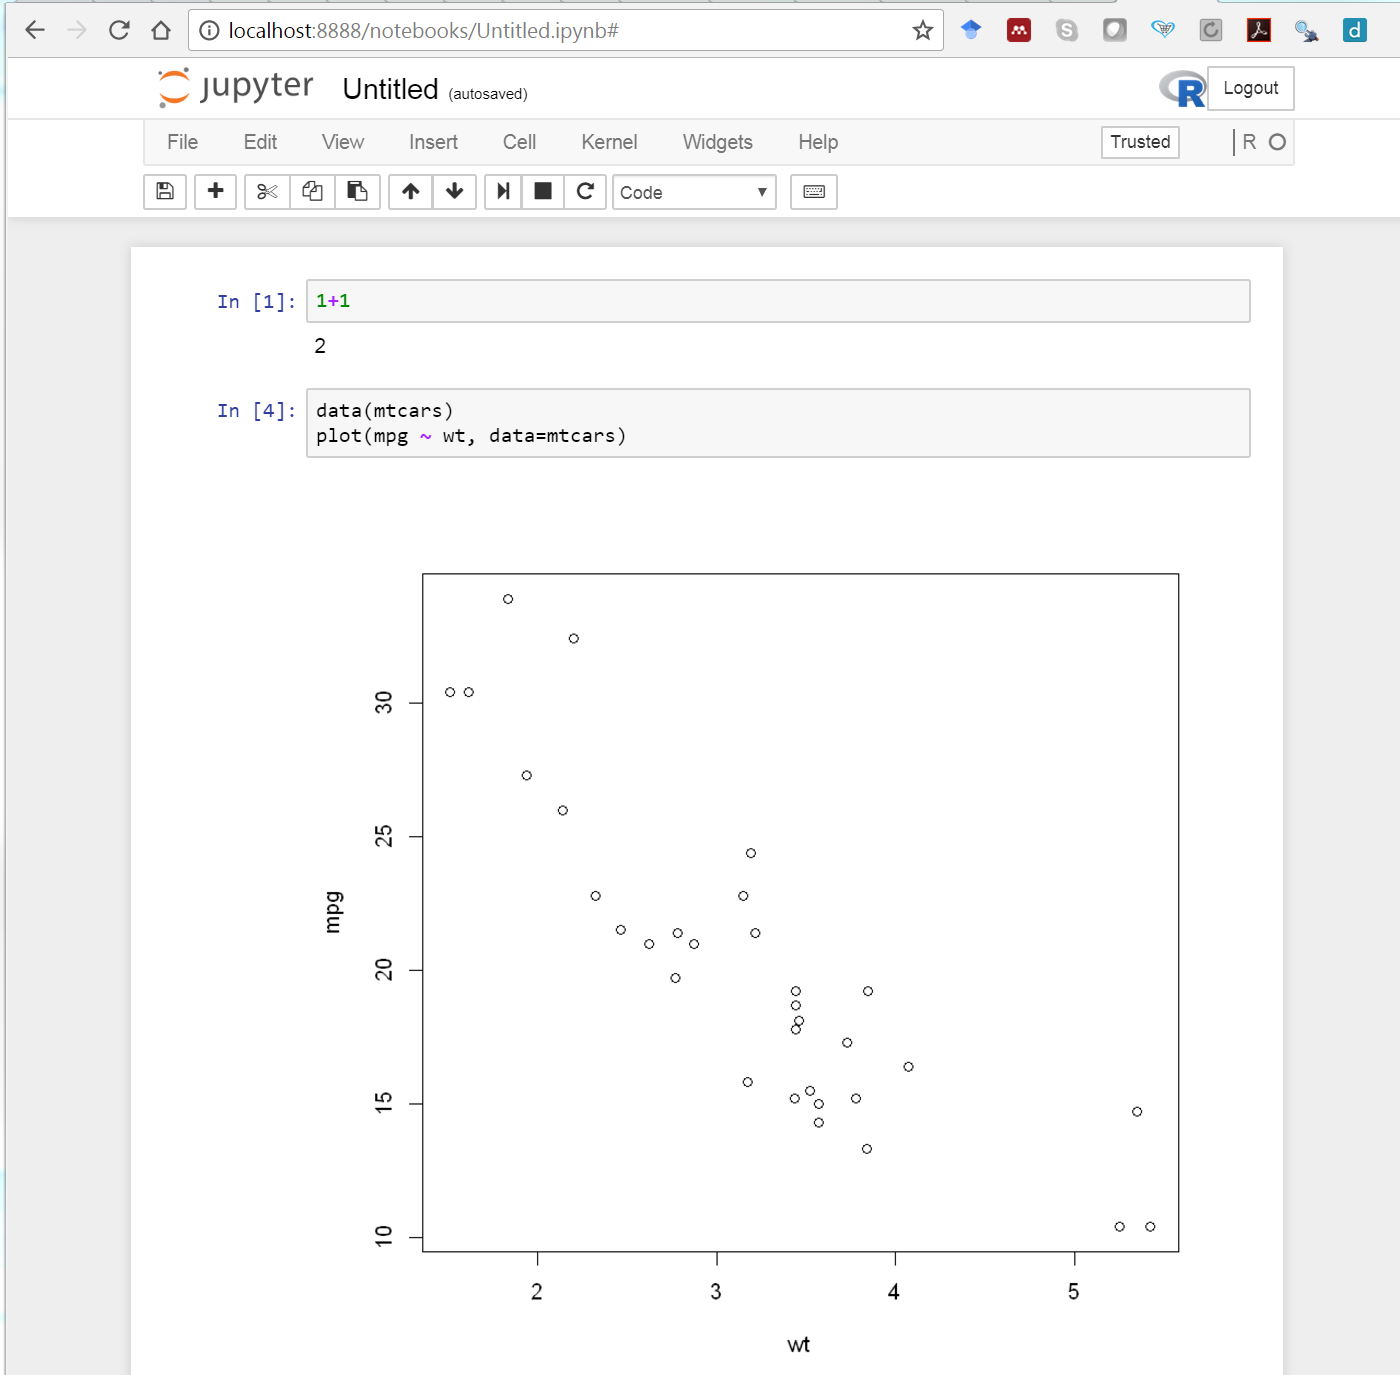 localhost:8888/notebooks/Untitled.ipynb#
jupyter Untitled (autosaved)
R Logout
File Edit View Insert Cell Kernel Widgets Help Trusted R
Code
In [1]: 1+1
2
In [4]: data(mtcars)
plot(mpg ~ wt, data=mtcars)
30
25
mpg
20
15
10
2 3 4 5
wt